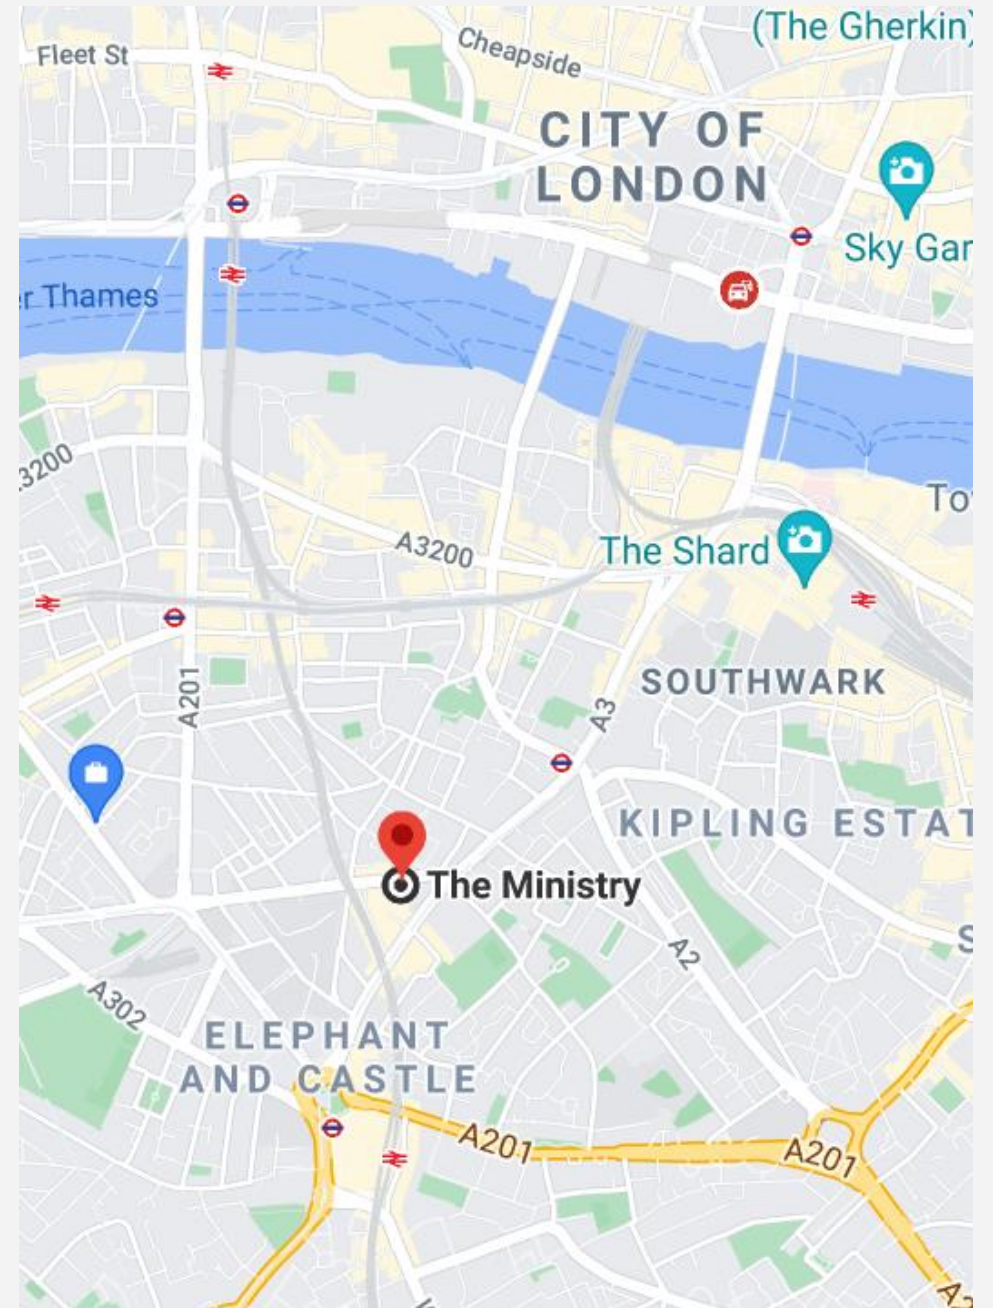 (The Gherkin)
Fleet St
Cheapside
CITY OF
LONDON
Sky Gar
r Thames
3200
To
A3200
The Shard
SOUTHWARK
A201
A3
KIPLING ESTAT
The Ministry
S
A2
A302
ELEPHANT
AND CASTLE
A201
A201